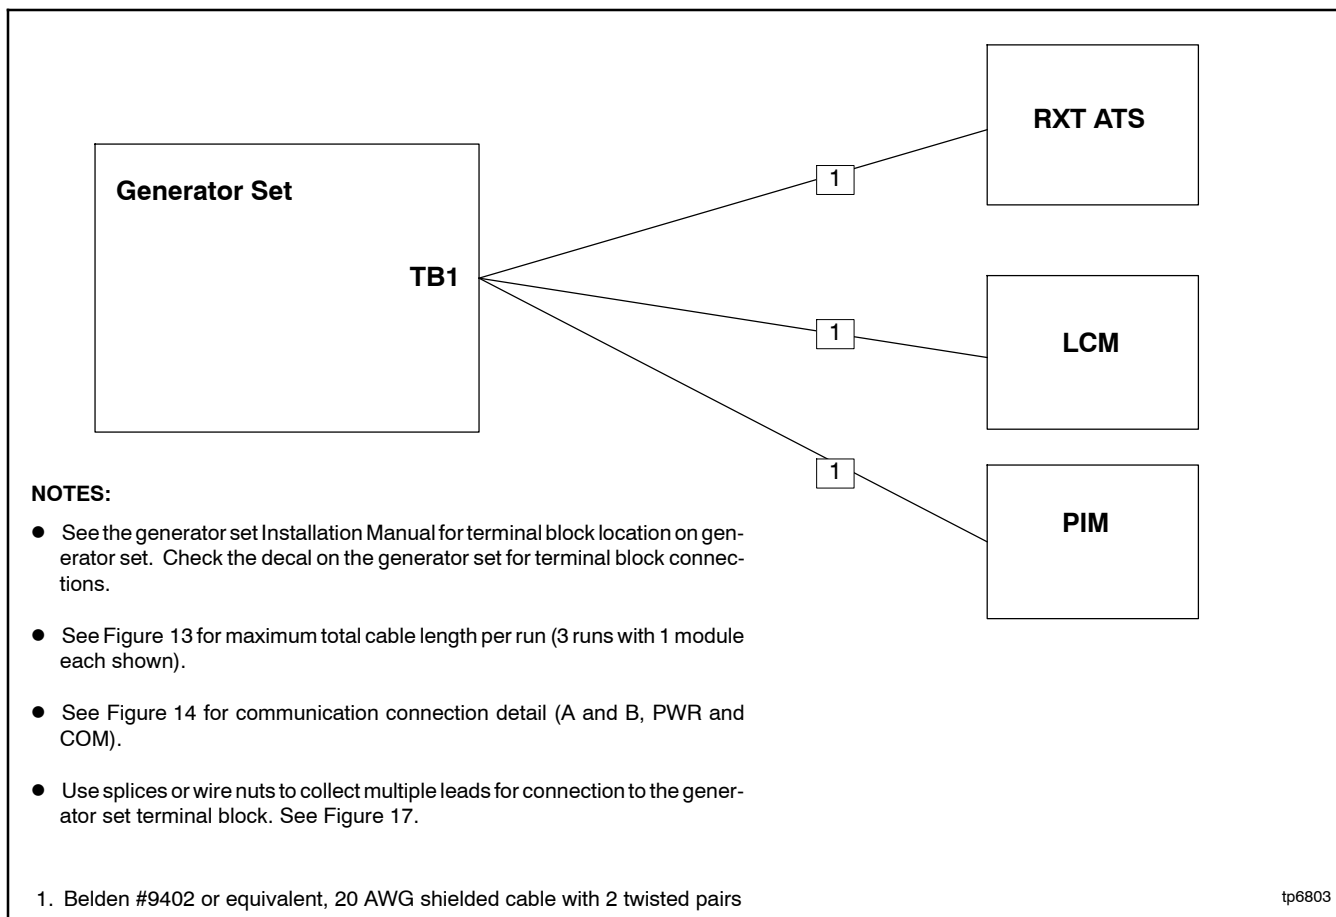 Generator Set
TB1
1
RXT ATS
1
LCM
1
PIM
NOTES:
● See the generator set Installation Manual for terminal block location on gen-
erator set. Check the decal on the generator set for terminal block connec-
tions.
● See Figure 13 for maximum total cable length per run (3 runs with 1 module
each shown).
● See Figure 14 for communication connection detail (A and B, PWR and
COM).
● Use splices or wire nuts to collect multiple leads for connection to the gener-
ator set terminal block. See Figure 17.
1. Belden #9402 or equivalent, 20 AWG shielded cable with 2 twisted pairs
tp6803